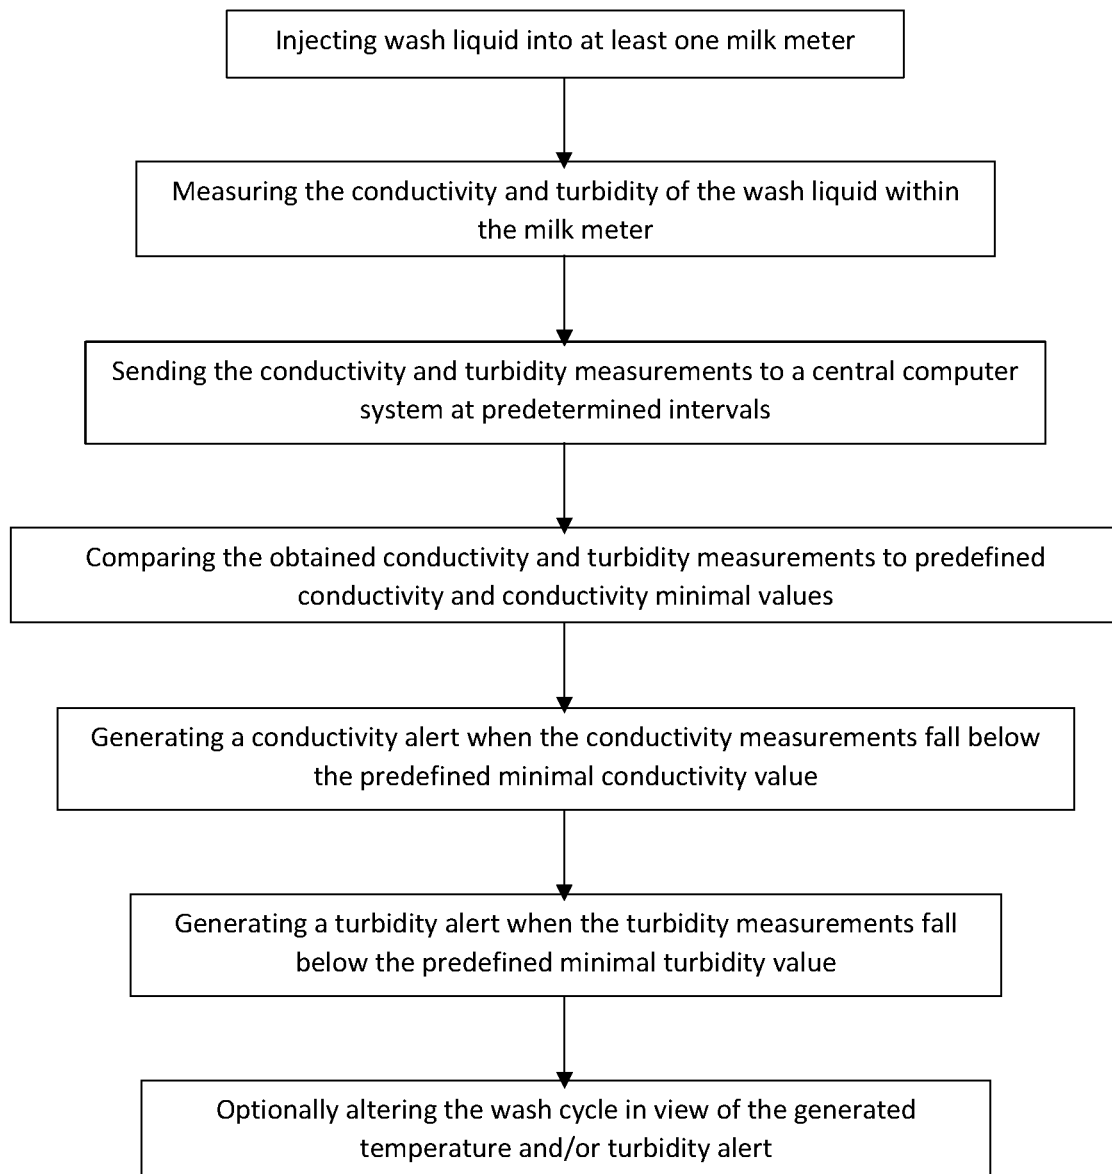 Injecting wash liquid into at least one milk meter
Measuring the conductivity and turbidity of the wash liquid within
the milk meter
Sending the conductivity and turbidity measurements to a central computer
system at predetermined intervals
Comparing the obtained conductivity and turbidity measurements to predefined
conductivity and conductivity minimal values
Generating a conductivity alert when the conductivity measurements fall below
the predefined minimal conductivity value
Generating a turbidity alert when the turbidity measurements fall
below the predefined minimal turbidity value
Optionally altering the wash cycle in view of the generated
temperature and/or turbidity alert